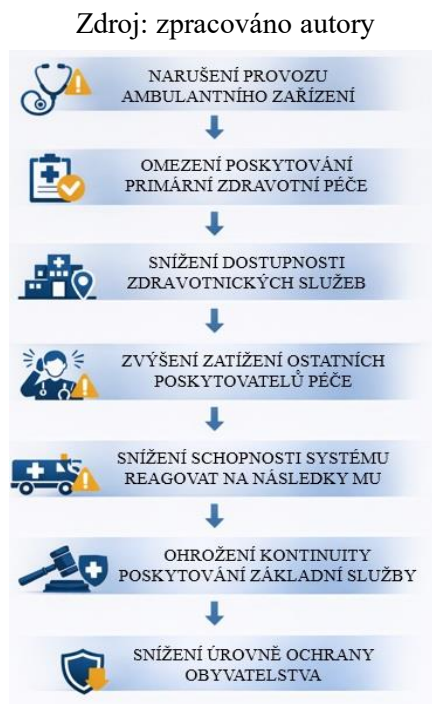 Zdroj: zpracováno autory
NARUŠENÍ PROVOZU
AMBULANTNÍHO ZAŘÍZENÍ
OMEZENÍ POSKYTOVÁNÍ
PRIMÁRNÍ ZDRAVOTNÍ PÉČE
SNÍŽENÍ DOSTUPNOSTI
ZDRAVOTNICKÝCH SLUŽEB
ZVÝŠENÍ ZATÍŽENÍ OSTATNÍCH
POSKYTOVATELŮ PÉČE
SNÍŽENÍ SCHOPNOSTI SYSTÉMU
REAGOVAT NA NÁSLEDKY MU
OHROŽENÍ KONTINUITY
POSKYTOVÁNÍ ZÁKLADNÍ SLUŽBY
SNÍŽENÍ ÚROVNĚ OCHRANY
OBYVATELSTVA